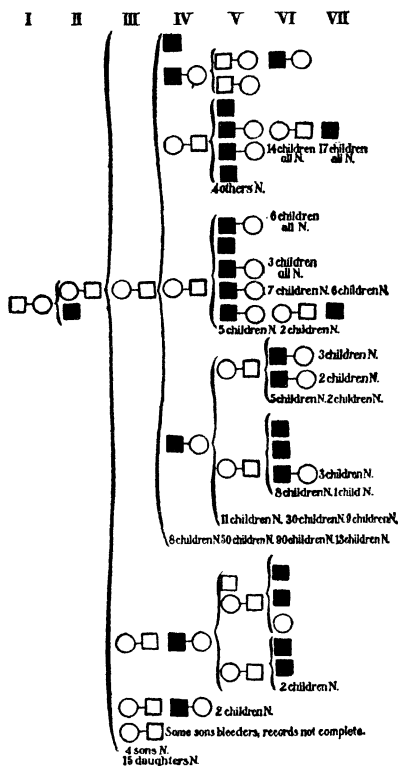 I II III IV V VI VII
14 children 17 children
all N. all N.
4 others N.
6 children
all N.
3 children
all N.
7 children N. 6 children N.
5 children N. 2 children N.
3 children N.
2 children N.
5 children N. 2 children N.
3 children N.
8 children N. 1 child N.
11 children N. 30 children N. 9 children N.
8 children N. 50 children N. 90 children N. 13 children N.
2 children N.
2 children N.
Some sons bleeders, records not complete.
4 sons N.
15 daughters N.